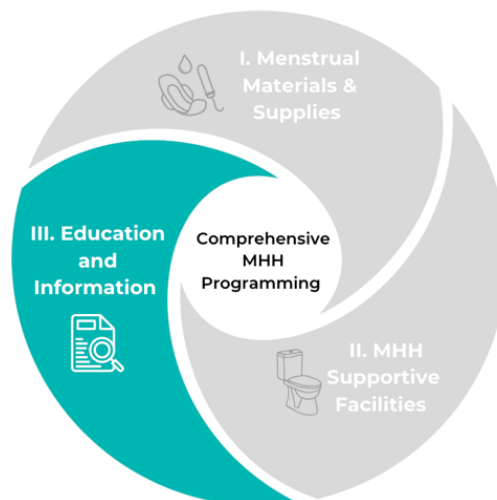 I. Menstrual
Materials &
Supplies
III. Education
and
Information
Comprehensive
MHH
Programming
II. MHH
Supportive
Facilities